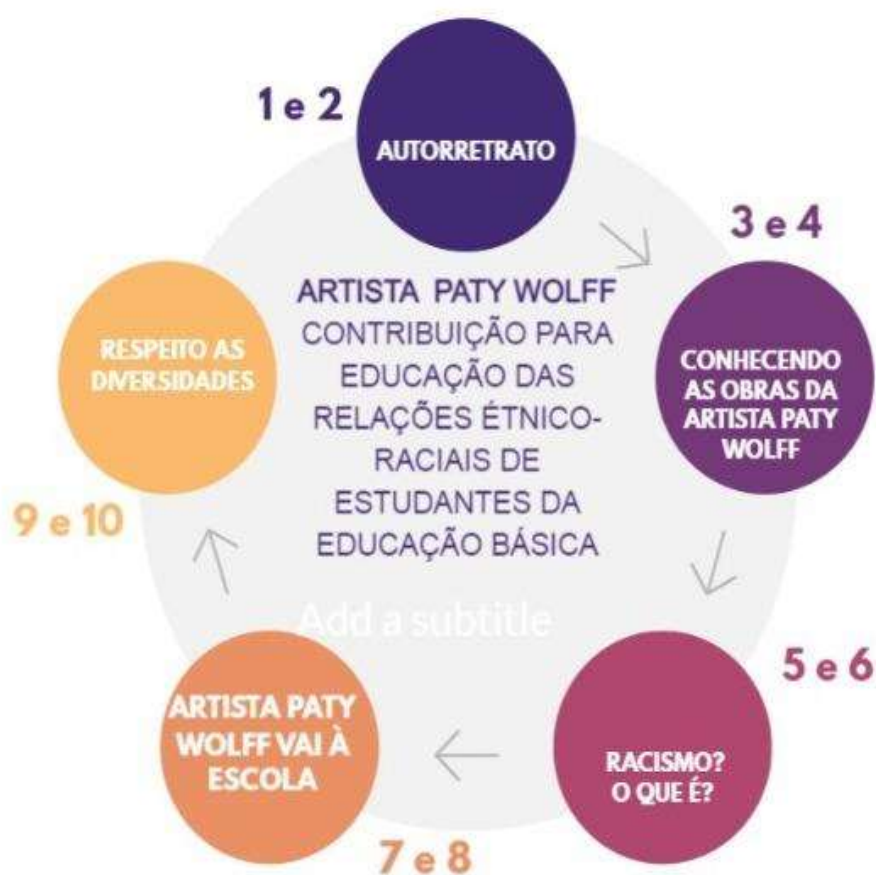 1 e 2
AUTORRETRATO
3 e 4
CONHECENDO
AS OBRAS DA
ARTISTA PATY
WOLFF
5 e 6
RACISMO?
O QUE É?
7 e 8
ARTISTA PATY
WOLFF VAI À
ESCOLA
9 e 10
RESPEITO AS
DIVERSIDADES
ARTISTA PATY WOLFF
CONTRIBUIÇÃO PARA
EDUCAÇÃO DAS
RELAÇÕES ÉTNICO-
RACIAIS DE
ESTUDANTES DA
EDUCAÇÃO BÁSICA
Add a subtitle